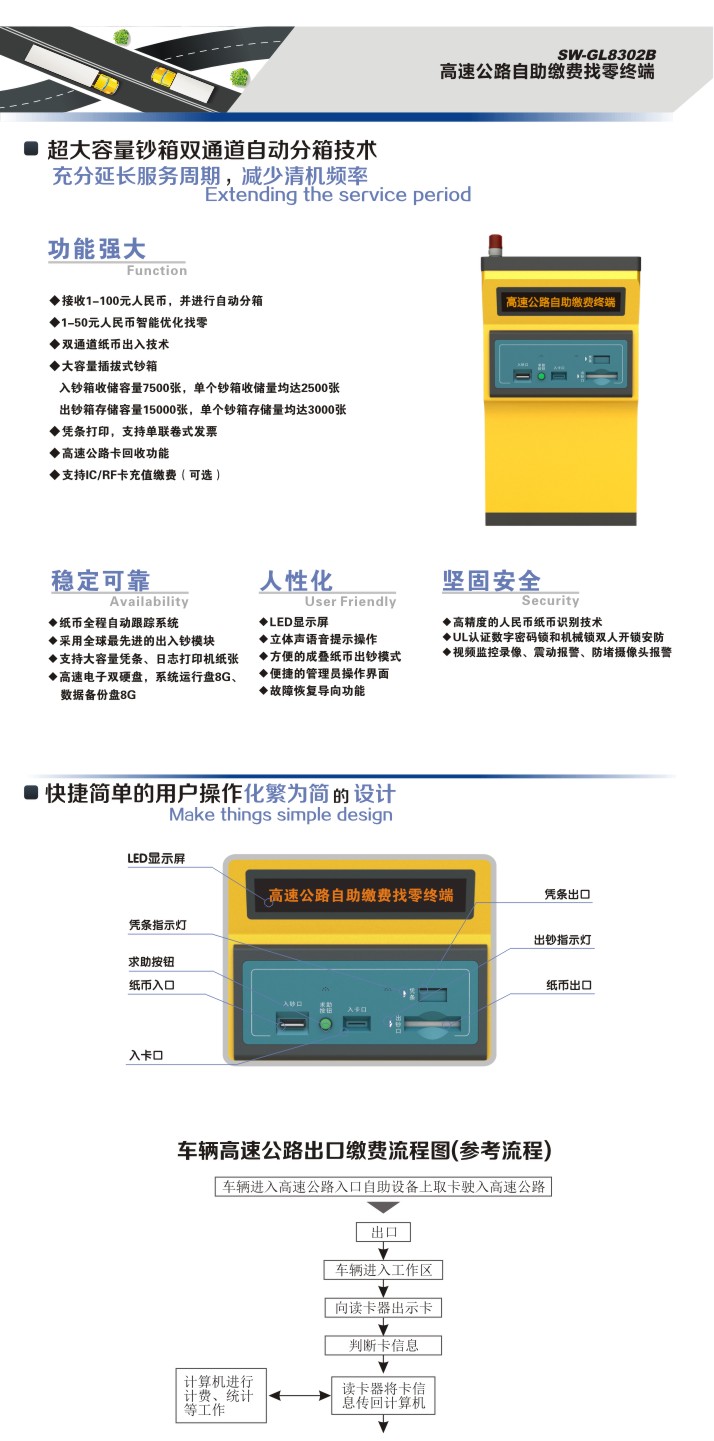 SW-GL8302B
高速公路自助缴费找零终端
超大容量钞箱双通道自动分箱技术
充分延长服务周期，减少清机频率
Extending the service period
功能强大
Function
◆接收1-100元人民币，并进行自动分箱
◆1-50元人民币智能优化找零
◆双通道纸币出入技术
◆大容量插拔式钞箱
入钞箱收储容量7500张，单个钞箱收储量均达2500张
出钞箱存储容量15000张，单个钞箱存储量均达3000张
◆凭条打印，支持单联卷式发票
◆高速公路卡回收功能
◆支持IC/RF卡充值缴费（可选）
高速公路自助缴费终端
稳定可靠
Availability
◆纸币全程自动跟踪系统
◆采用全球最先进的出入钞模块
◆支持大容量凭条、日志打印机纸张
◆高速电子双硬盘，系统运行盘8G、
数据备份盘8G
人性化
User Friendly
◆LED显示屏
◆立体声语音提示操作
◆方便的成叠纸币出钞模式
◆便捷的管理员操作界面
◆故障恢复导向功能
坚固安全
Security
◆高精度的人民币纸币识别技术
◆UL认证数字密码锁和机械锁双人开锁安防
◆视频监控录像、震动报警、防堵摄像头报警
快捷简单的用户操作化繁为简的设计
Make things simple design
LED显示屏
凭条指示灯
求助按钮
纸币入口
入卡口
高速公路自助缴费找零终端
入钞口
求助
按钮
入卡口
凭条
出钞口
凭条出口
出钞指示灯
纸币出口
车辆高速公路出口缴费流程图(参考流程)
车辆进入高速公路入口自助设备上取卡驶入高速公路
出口
车辆进入工作区
向读卡器出示卡
判断卡信息
计算机进行
计费、统计
等工作
读卡器将卡信
息传回计算机